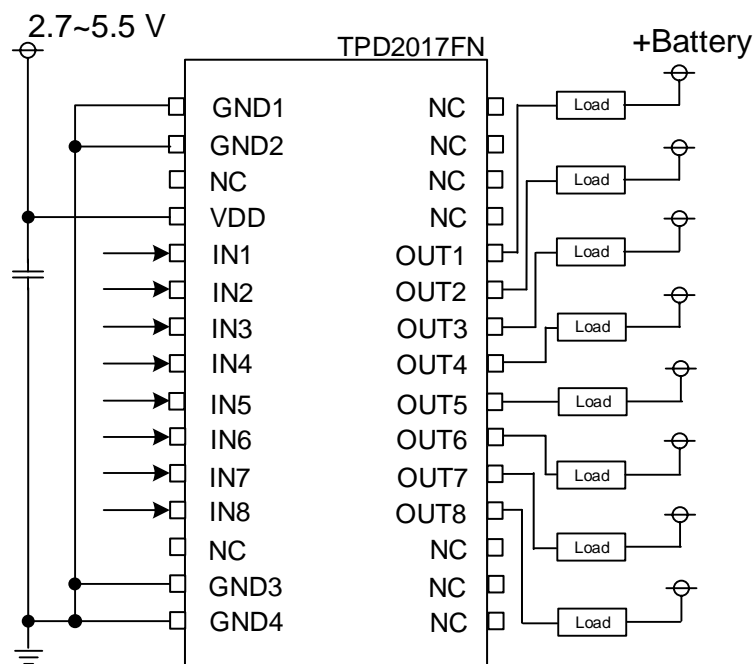 2.7~5.5 V
TPD2017FN
+Battery
GND1
NC
Load
GND2
NC
NC
NC
Load
VDD
NC
IN1
OUT1
Load
IN2
OUT2
IN3
OUT3
Load
IN4
OUT4
IN5
OUT5
Load
IN6
OUT6
IN7
OUT7
Load
IN8
OUT8
NC
NC
Load
GND3
NC
GND4
NC
Load